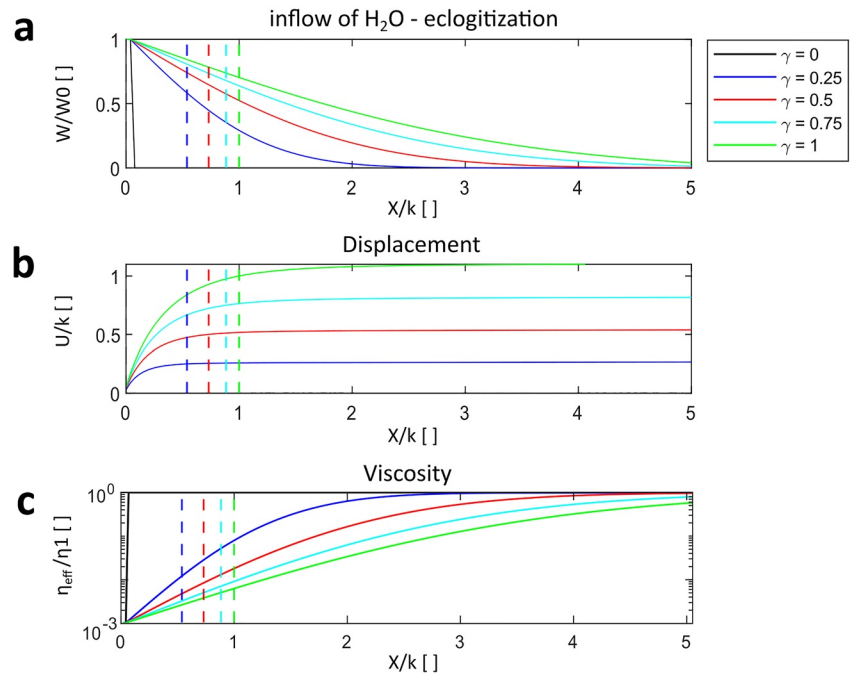 a
inflow of H₂O - eclogitization
W/W0 [ ]
1
0.5
0
0 1 2 3 4 5
X/k [ ]
γ = 0
γ = 0.25
γ = 0.5
γ = 0.75
γ = 1
b
Displacement
U/k [ ]
1
0.5
0
0 1 2 3 4 5
X/k [ ]
c
Viscosity
ηeff/η1 [ ]
10⁰
10⁻³
0 1 2 3 4 5
X/k [ ]